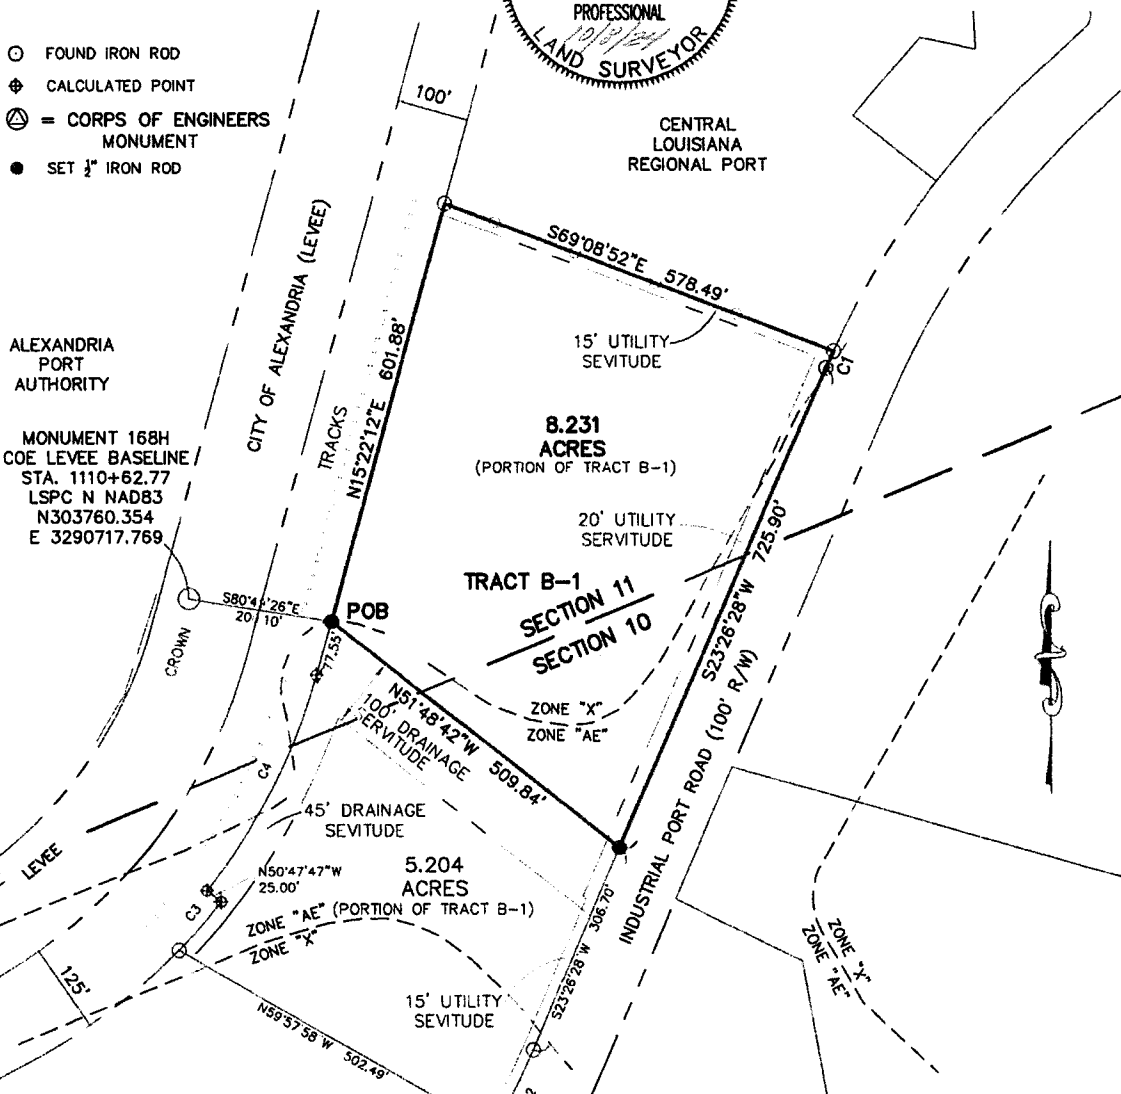 PROFESSIONAL
10/8/24
LAND SURVEYOR
FOUND IRON ROD
CALCULATED POINT
= CORPS OF ENGINEERS
MONUMENT
SET ½" IRON ROD
100'
CENTRAL
LOUISIANA
REGIONAL PORT
S69°08'52"E 578.49'
15' UTILITY
SEVITUDE
C1
CITY OF ALEXANDRIA (LEVEE)
TRACKS
N15°22'12"E 601.88'
ALEXANDRIA
PORT
AUTHORITY
MONUMENT 168H
COE LEVEE BASELINE
STA. 1110+62.77
LSPC N NAD83
N303760.354
E 3290717.769
8.231
ACRES
(PORTION OF TRACT B-1)
20' UTILITY
SERVITUDE
S23°26'28"W 725.90'
TRACT B-1
SECTION 11
SECTION 10
POB
CROWN
77.55'
N51°48'42"W 509.84'
100' DRAINAGE
SERVITUDE
ZONE "X"
ZONE "AE"
INDUSTRIAL PORT ROAD (100' R/W)
C4
45' DRAINAGE
SEVITUDE
LEVEE
N50°47'47"W
25.00'
C3
5.204
ACRES
(PORTION OF TRACT B-1)
ZONE "AE"
ZONE "X"
S23°26'28"W 306.70'
ZONE "X"
ZONE "AE"
125'
15' UTILITY
SEVITUDE
N59°57'58"W 502.49'